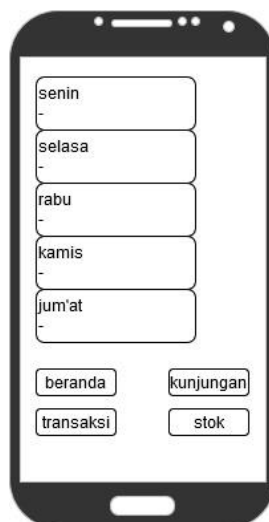 senin
-
selasa
-
rabu
-
kamis
-
jum'at
-
beranda kunjungan
transaksi stok